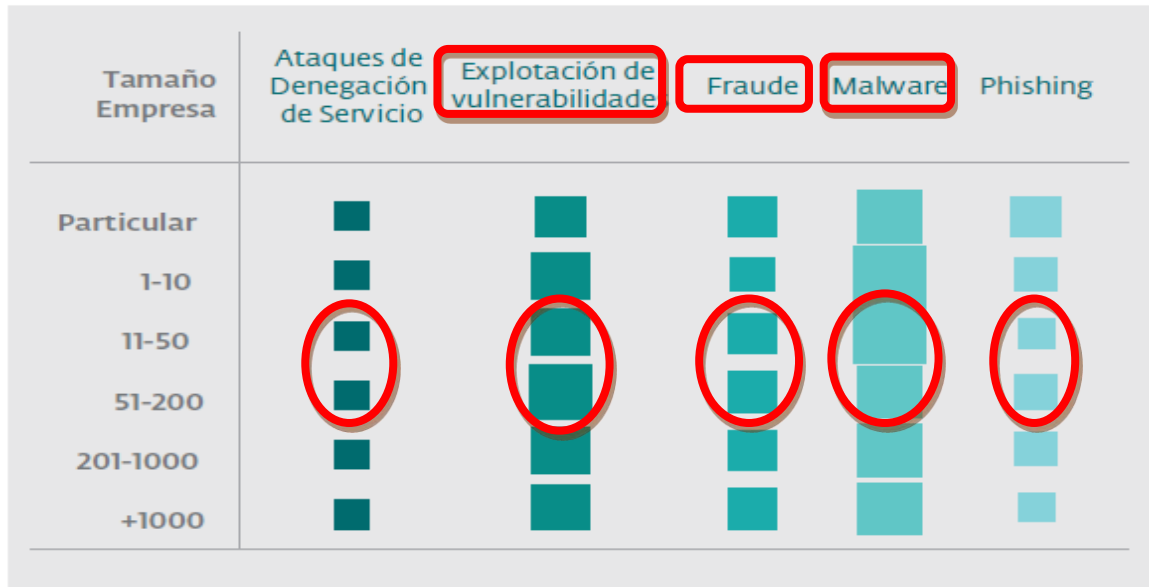 Tamaño
Empresa
Ataques de
Denegación
de Servicio
Explotación de
vulnerabilidades
Fraude
Malware
Phishing
Particular
1-10
11-50
51-200
201-1000
+1000